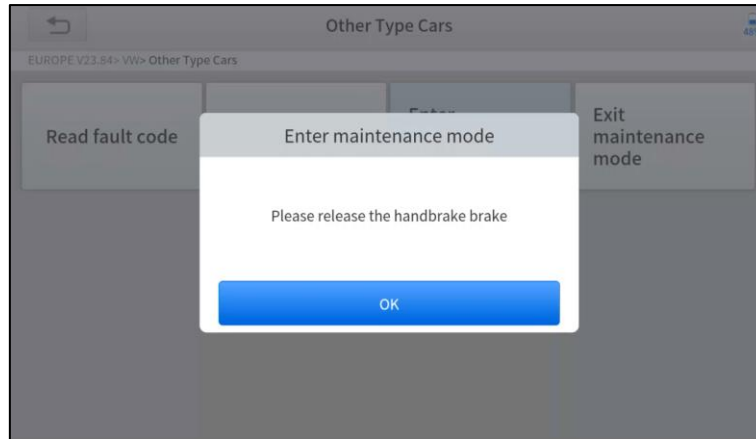 Other Type Cars
EUROPE V23.84> VW> Other Type Cars
Read fault code
Exit
maintenance
mode
Enter maintenance mode
Please release the handbrake brake
OK